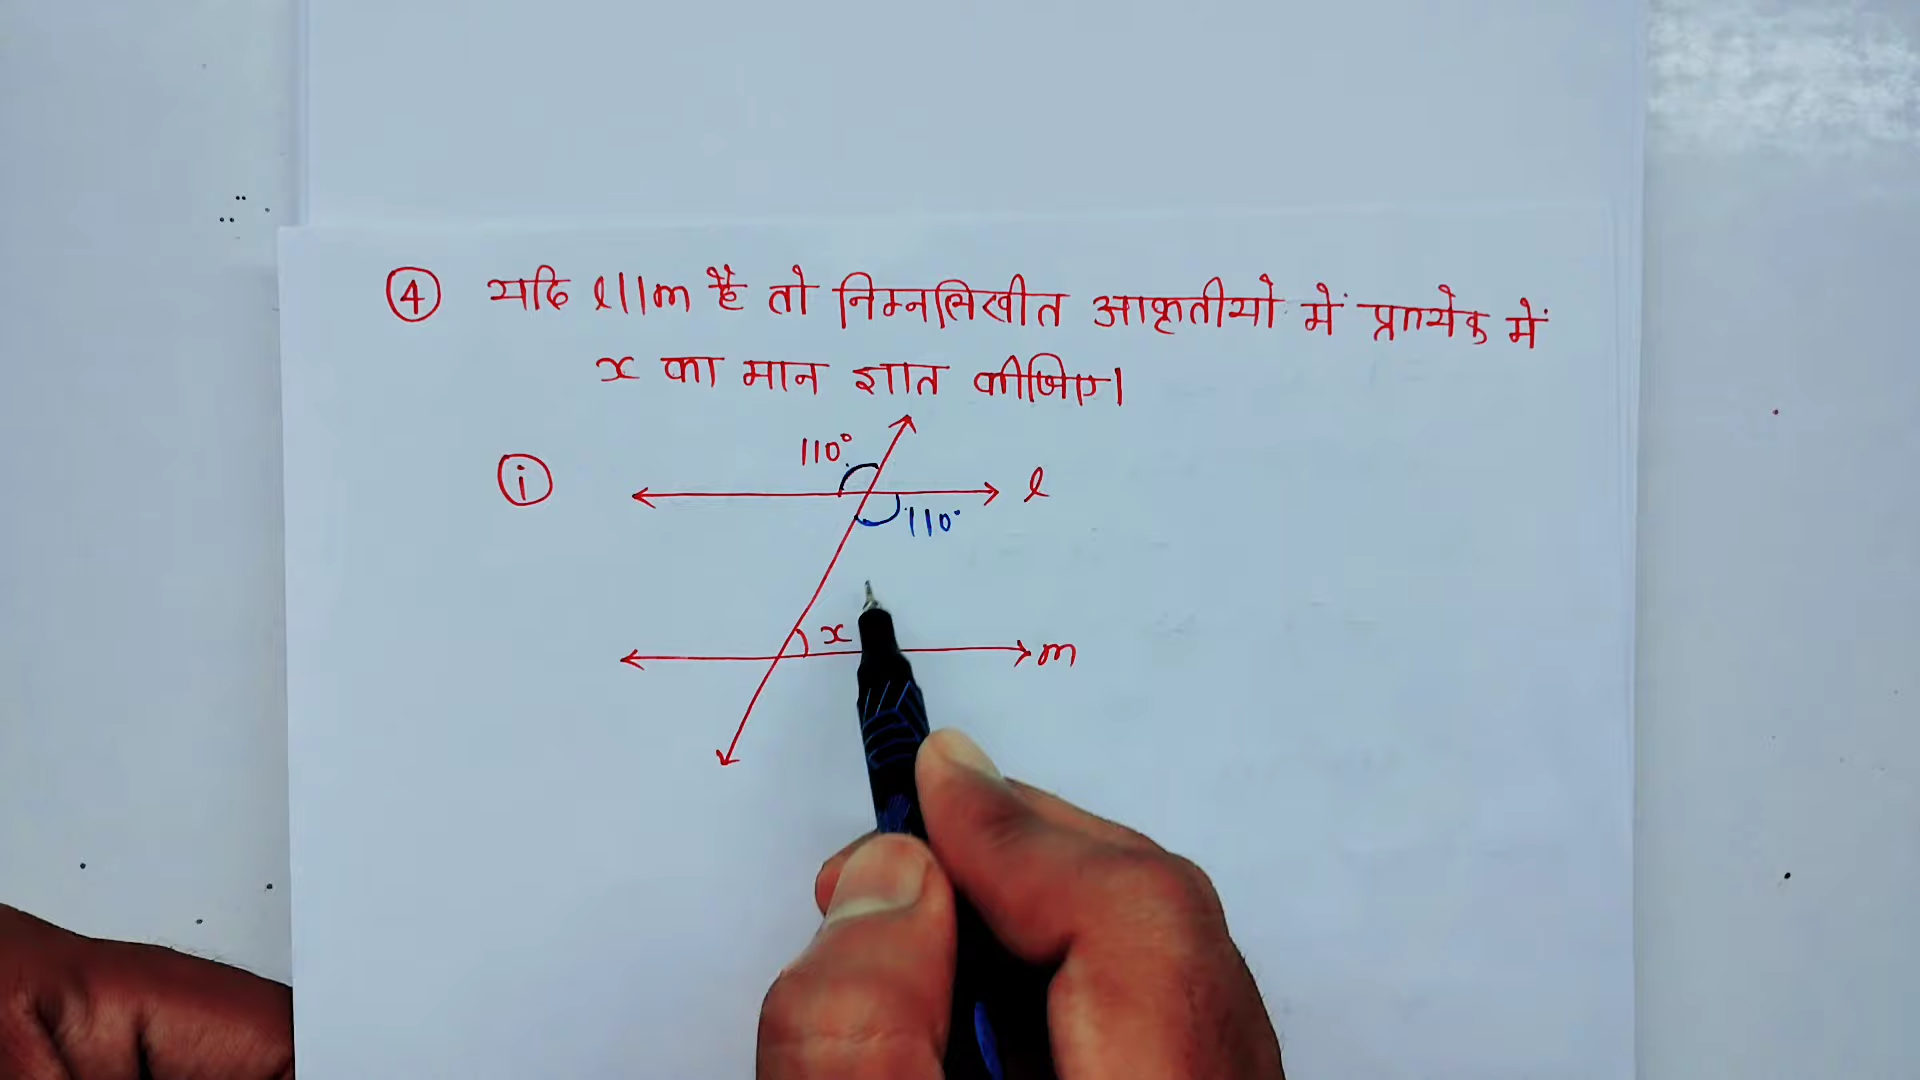 ④ यदि l||m है तो निम्नलिखीत आकृतीयो में प्रत्येक में
x का मान ज्ञात कीजिए।
110°
i
l
110°
x
m